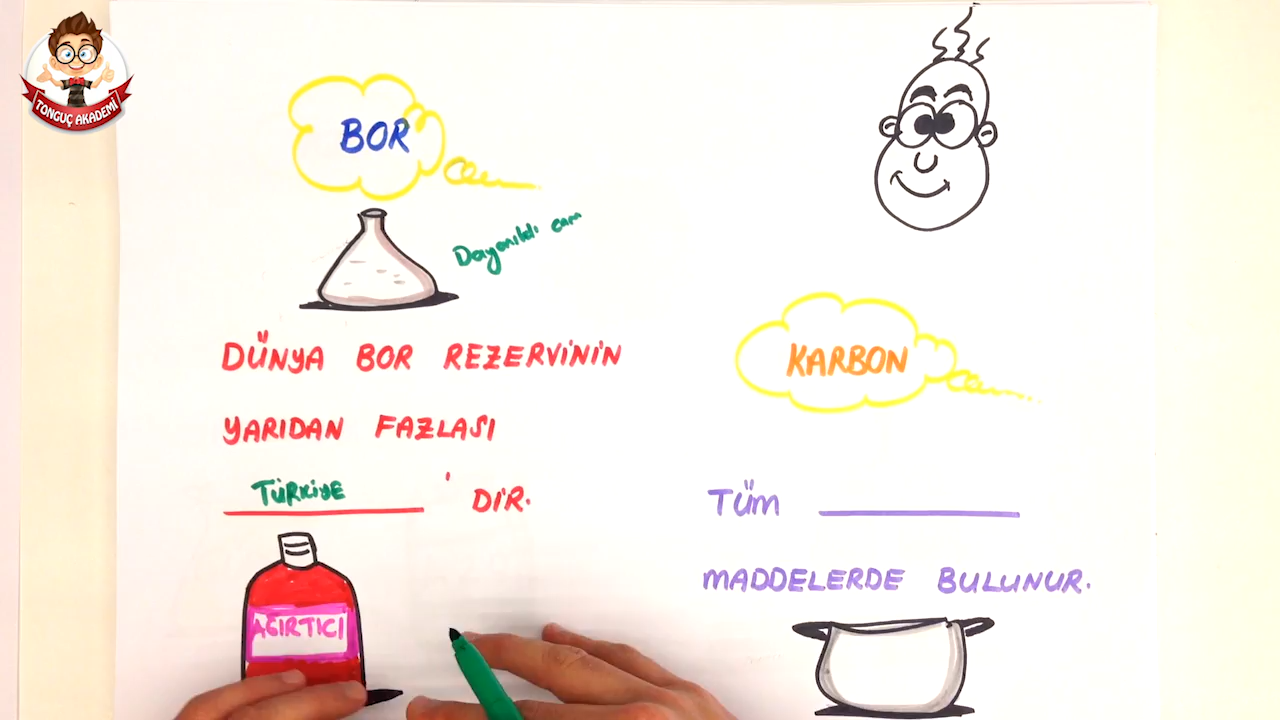 TONGUÇ AKADEMİ
BOR
Dayanıklı cam
DÜNYA BOR REZERVİNİN
YARIDAN FAZLASI
TÜRKİYE 'DİR.
AĞIRTICI
KARBON
TÜM
MADDELERDE BULUNUR.